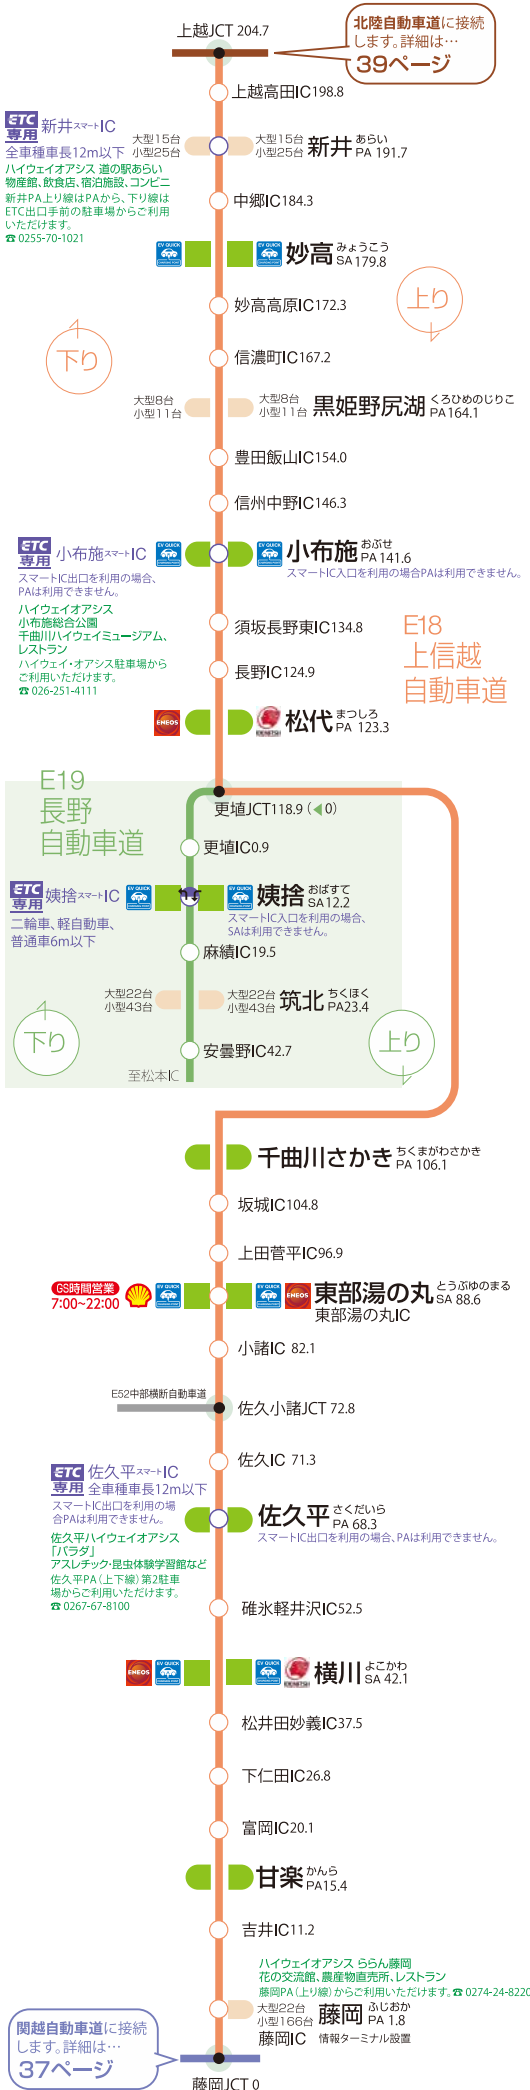 上越JCT 204.7
北陸自動車道に接続
します。詳細は…
39ページ
上越高田IC198.8
ETC
専用
新井スマートIC
全車種車長12m以下
ハイウェイオアシス 道の駅あらい
物産館、飲食店、宿泊施設、コンビニ
新井PA上り線はPAから、下り線は
ETC出口手前の駐車場からご利用
いただけます。
☎ 0255-70-1021
大型15台
小型25台
大型15台
小型25台
新井 あらい
PA 191.7
中郷IC184.3
EV QUICK
EV QUICK
妙高 みょうこう
SA 179.8
上り
妙高高原IC172.3
下り
信濃町IC167.2
大型8台
小型11台
大型8台
小型11台
黒姫野尻湖 くろひめのじりこ
PA164.1
豊田飯山IC154.0
信州中野IC146.3
ETC
専用
小布施スマートIC
スマートIC出口を利用の場合、
PAは利用できません。
ハイウェイオアシス
小布施総合公園
千曲川ハイウェイミュージアム、
レストラン
ハイウェイ・オアシス駐車場から
ご利用いただけます。
☎ 026-251-4111
EV QUICK
EV QUICK
小布施 おぶせ
PA 141.6
スマートIC入口を利用の場合PAは利用できません。
須坂長野東IC134.8
E18
上信越
自動車道
長野IC124.9
ENEOS
松代 まつしろ
PA 123.3
E19
長野
自動車道
更埴JCT118.9 (◀0)
更埴IC0.9
ETC
専用
姨捨スマートIC
二輪車、軽自動車、
普通車6m以下
EV QUICK
EV QUICK
姨捨 おばすて
SA12.2
スマートIC入口を利用の場合、
SAは利用できません。
麻績IC19.5
大型22台
小型43台
大型22台
小型43台
筑北 ちくほく
PA23.4
下り
上り
安曇野IC42.7
至松本IC
千曲川さかき ちくまがわさかき
PA 106.1
坂城IC104.8
上田菅平IC96.9
GS時間営業
7:00~22:00
EV QUICK
EV QUICK
ENEOS
東部湯の丸 とうぶゆのまる
SA 88.6
東部湯の丸IC
小諸IC 82.1
E52中部横断自動車道
佐久小諸JCT 72.8
佐久IC 71.3
ETC
専用
佐久平スマートIC
全車種車長12m以下
スマートIC出口を利用の場
合PAは利用できません。
佐久平ハイウェイオアシス
「パラダ」
アスレチック・昆虫体験学習館など
佐久平PA(上下線)第2駐車
場からご利用いただけます。
☎ 0267-67-8100
佐久平 さくだいら
PA 68.3
スマートIC出口を利用の場合、PAは利用できません。
碓氷軽井沢IC52.5
ENEOS
EV QUICK
EV QUICK
横川 よこかわ
SA 42.1
松井田妙義IC37.5
下仁田IC26.8
富岡IC20.1
甘楽 かんら
PA15.4
吉井IC11.2
ハイウェイオアシス ららん藤岡
花の交流館、農産物直売所、レストラン
藤岡PA(上り線)からご利用いただけます。☎ 0274-24-8220
大型22台
小型166台
藤岡 ふじおか
PA 1.8
藤岡IC 情報ターミナル設置
関越自動車道に接続
します。詳細は…
37ページ
藤岡JCT 0